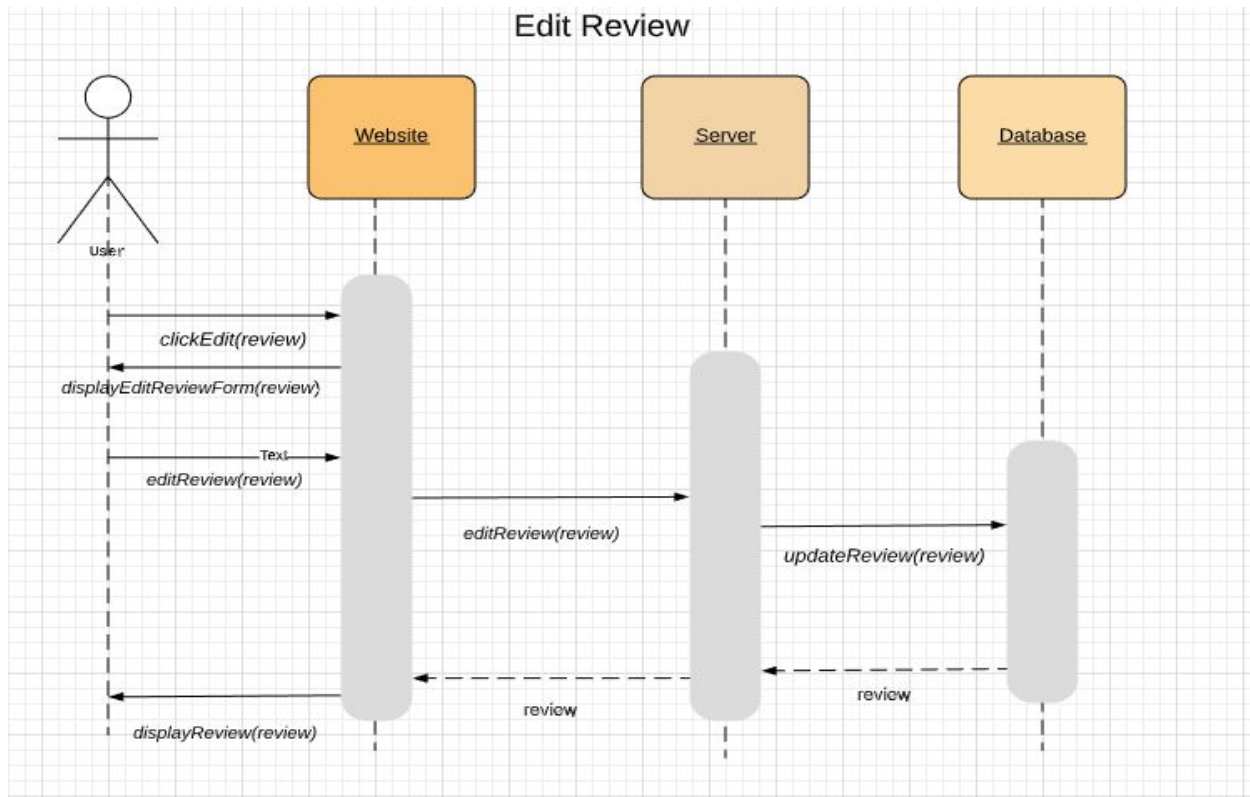 Edit Review
Website
Server
Database
User
clickEdit(review)
displayEditReviewForm(review)
Text
editReview(review)
editReview(review)
updateReview(review)
review
review
displayReview(review)